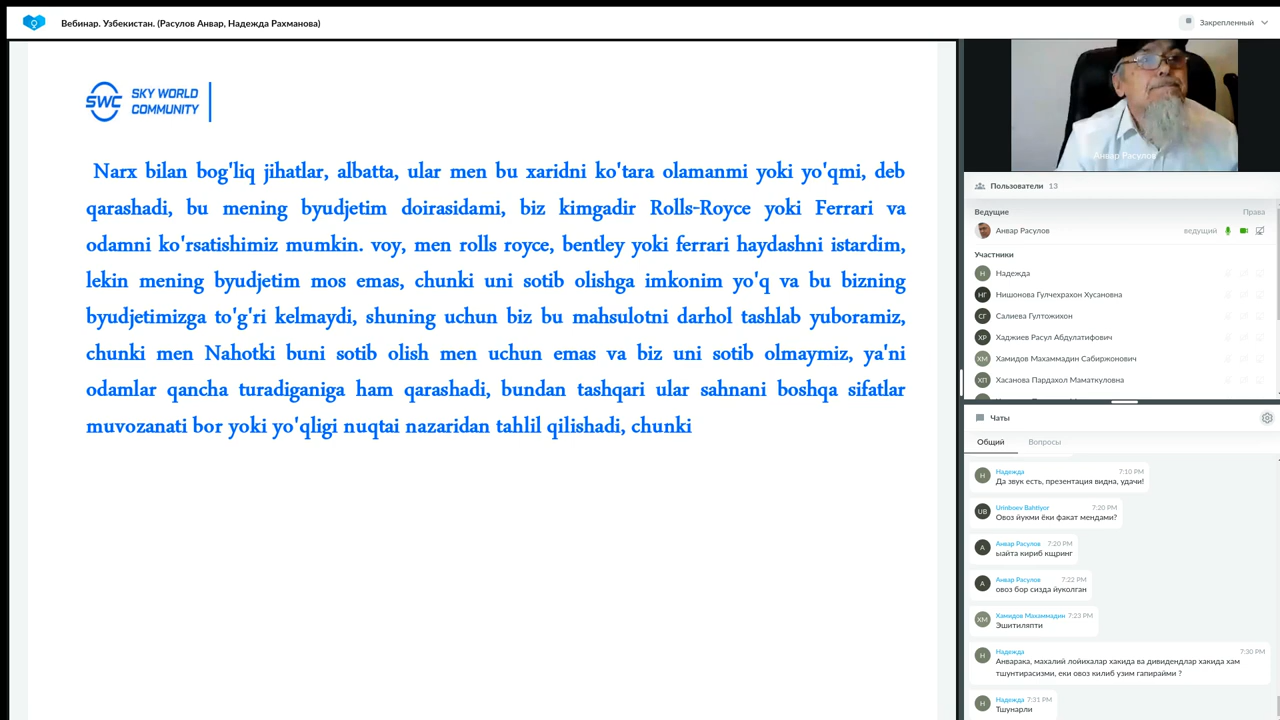 Вебинар. Узбекистан. (Расулов Анвар, Надежда Рахманова)
Закрепленный
SWC
SKY WORLD
COMMUNITY
Narx bilan bog'liq jihatlar, albatta, ular men bu xaridni ko'tara olamanmi yoki yo'qmi, deb
qarashadi, bu mening byudjetim doirasidami, biz kimgadir Rolls-Royce yoki Ferrari va
odamni ko'rsatishimiz mumkin. voy, men rolls royce, bentley yoki ferrari haydashni istardim,
lekin mening byudjetim mos emas, chunki uni sotib olishga imkonim yo'q va bu bizning
byudjetimizga to'g'ri kelmaydi, shuning uchun biz bu mahsulotni darhol tashlab yuboramiz,
chunki men Nahotki buni sotib olish men uchun emas va biz uni sotib olmaymiz, ya'ni
odamlar qancha turadiganiga ham qarashadi, bundan tashqari ular sahnani boshqa sifatlar
muvozanati bor yoki yo'qligi nuqtai nazaridan tahlil qilishadi, chunki
Анвар Расулов
Пользователи 13
Ведущие Права
Анвар Расулов ведущий
Участники
Н Надежда
НГ Нишонова Гулчехрахон Хусановна
СГ Салиева Гултожихон
ХР Хаджиев Расул Абдулатифович
ХМ Хамидов Махаммадин Сабиржонович
ХП Хасанова Пардахол Маматкуловна
Чаты
Общий Вопросы
Н Надежда 7:10 PM
Да звук есть, презентация видна, удачи!
UB Urinboev Bahtiyor 7:20 PM
Овоз йукми ёки факат мендами?
А Анвар Расулов 7:20 PM
ыайта кириб кщринг
А Анвар Расулов 7:22 PM
овоз бор сизда йуколган
ХМ Хамидов Махаммадин 7:23 PM
Эшитиляпти
Н Надежда 7:30 PM
Анварака, махалий лойихалар хакида ва дивидендлар хакида хам
тшунтирасизми, еки овоз килиб узим гапирайми ?
Н Надежда 7:31 PM
Тшунарли